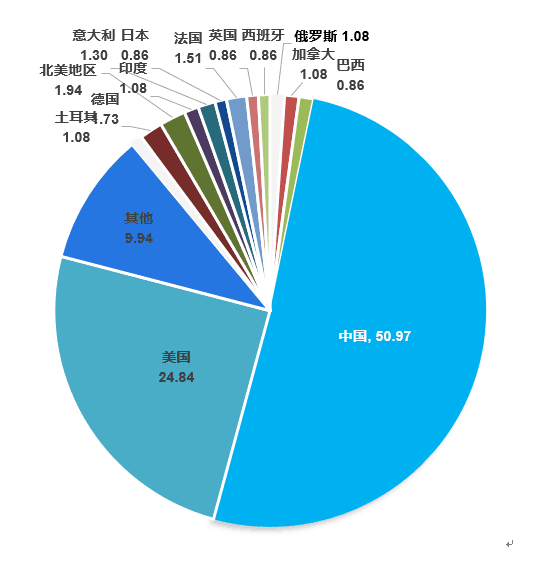 意大利 日本
1.30 0.86
法国
1.51
英国 西班牙
0.86 0.86
俄罗斯 1.08
加拿大
1.08
巴西
0.86
北美地区
1.94
印度
1.08
德国
.73
土耳其
1.08
其他
9.94
中国, 50.97
美国
24.84